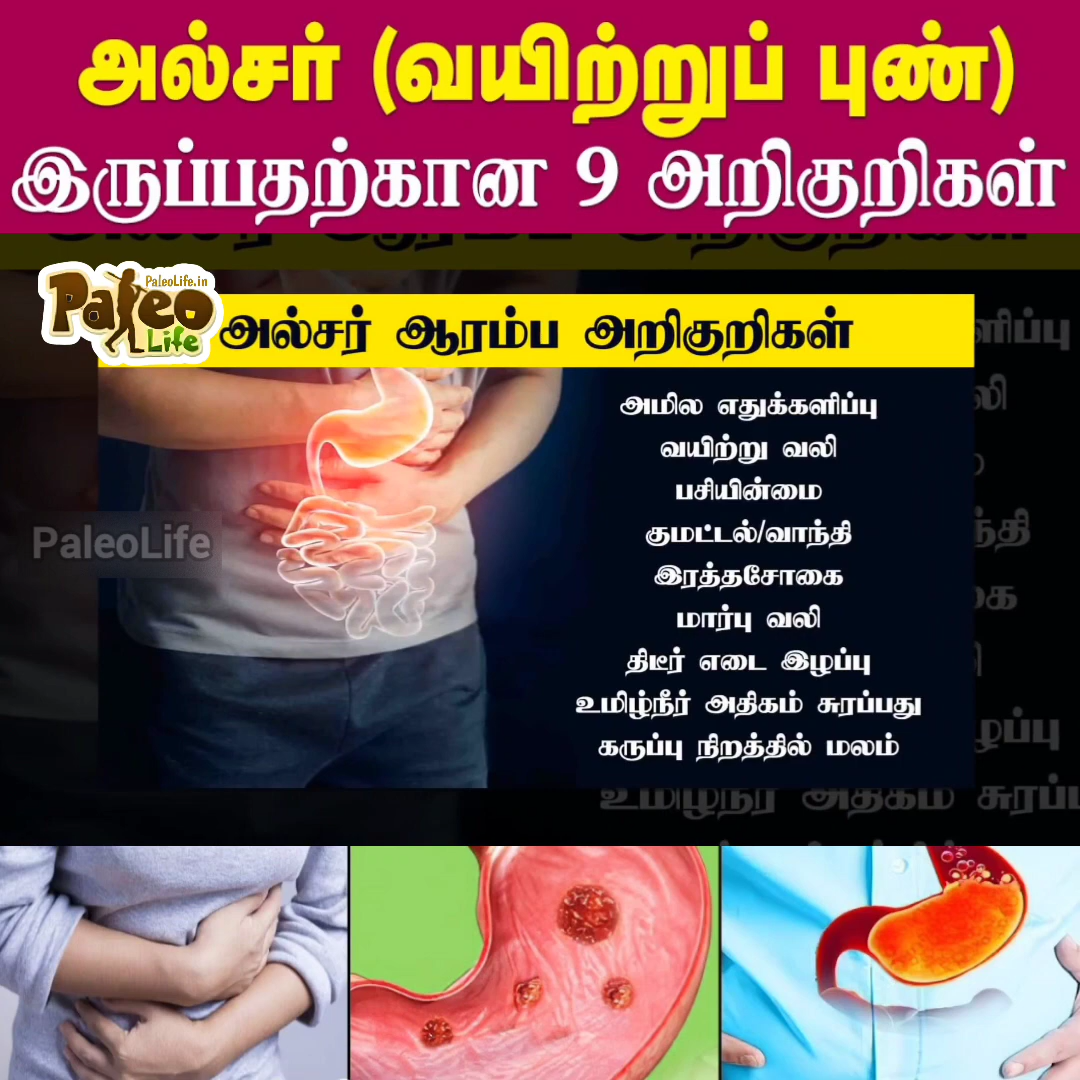 அல்சர் (வயிற்றுப் புண்)
இருப்பதற்கான 9 அறிகுறிகள்
PaleoLife.in
Paleo
Life
அல்சர் ஆரம்ப அறிகுறிகள்
அமில எதுக்களிப்பு
வயிற்று வலி
பசியின்மை
குமட்டல்/வாந்தி
இரத்தசோகை
மார்பு வலி
திடீர் எடை இழப்பு
உமிழ்நீர் அதிகம் சுரப்பது
கருப்பு நிறத்தில் மலம்
PaleoLife